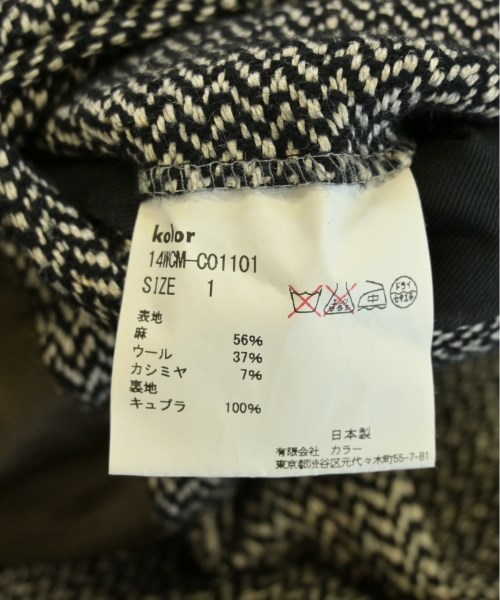 kolor
14WCM-C01101
SIZE 1
表地
麻 56%
ウール 37%
カシミヤ 7%
裏地
キュプラ 100%
中
ドライ
日本製
有限会社 カラー
東京都渋谷区元代々木町55-7-B1